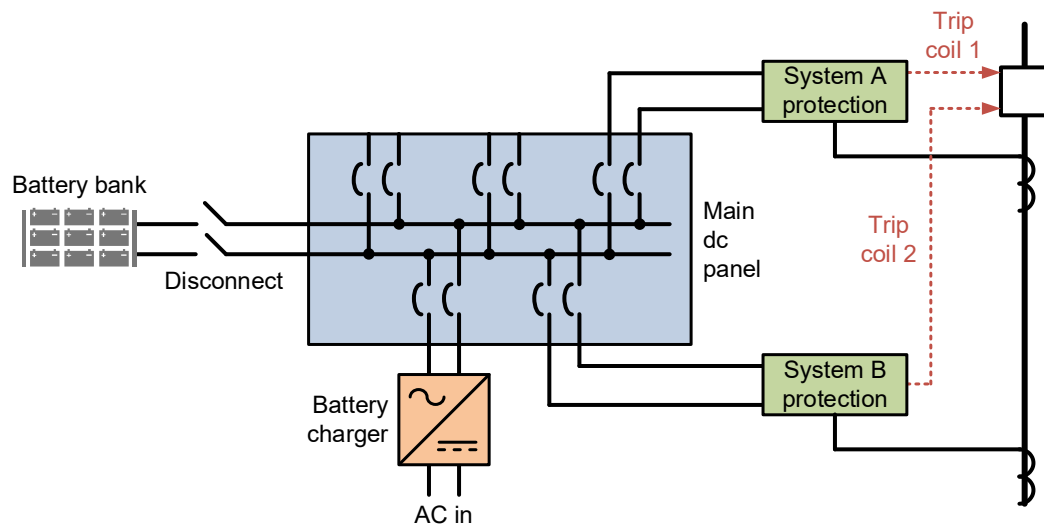 Trip
coil 1
System A
protection
Battery bank
Disconnect
Main
dc
panel
Trip
coil 2
System B
protection
Battery
charger
AC in